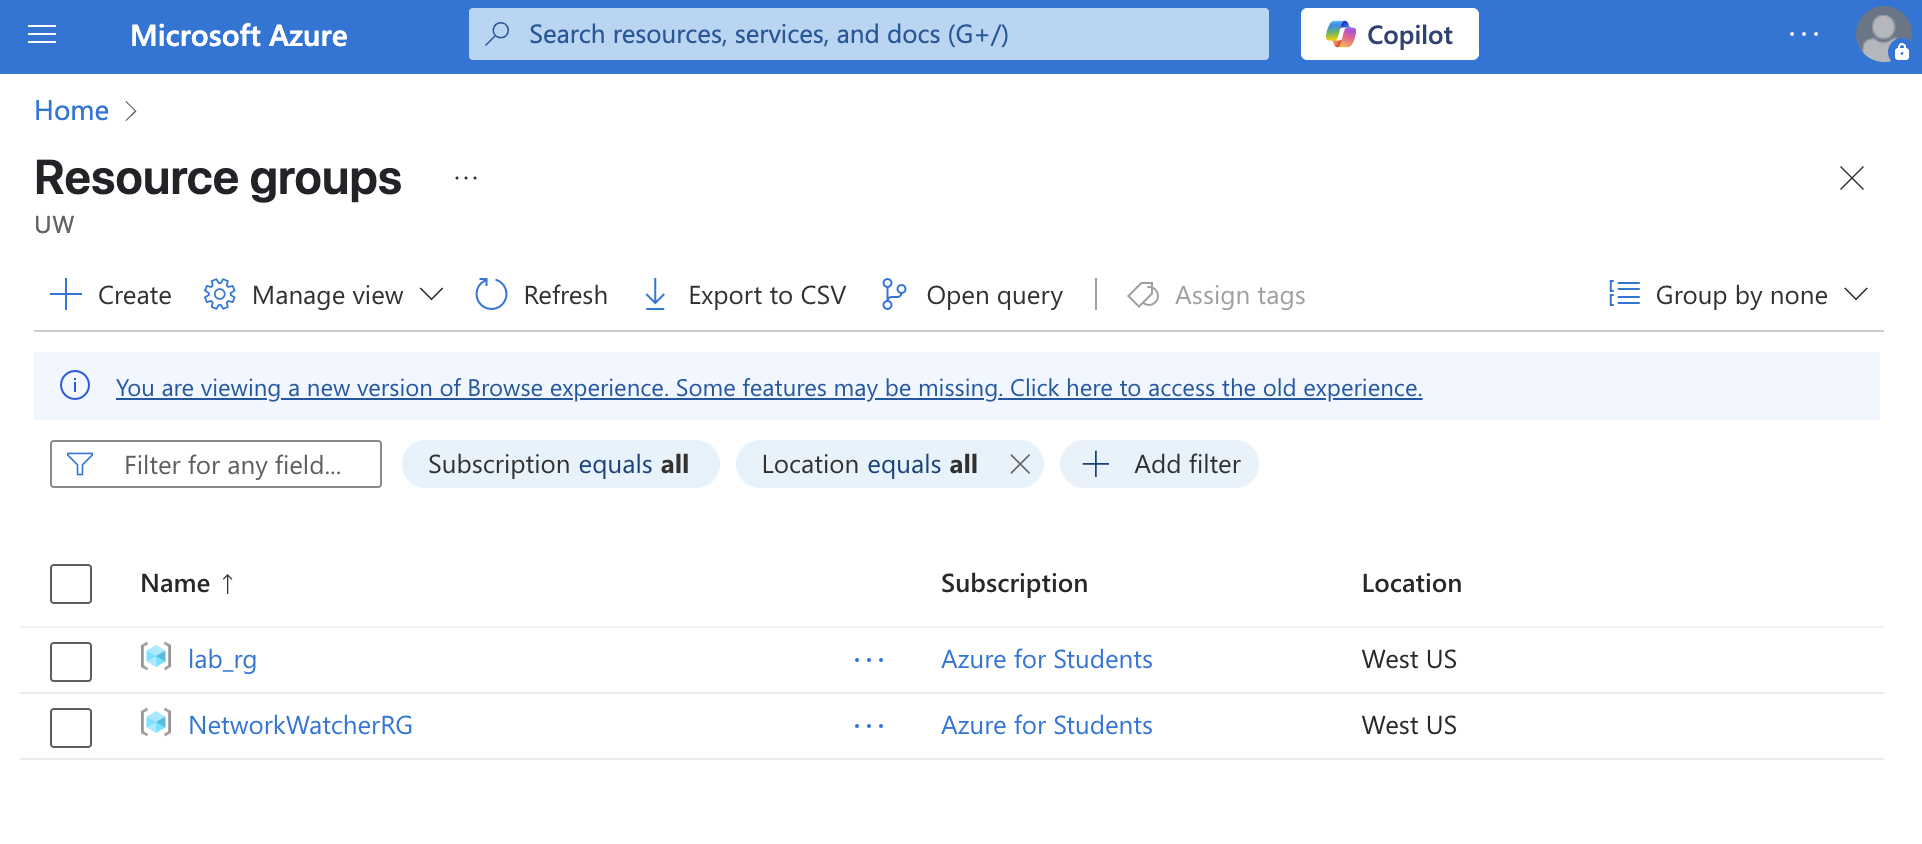 Microsoft Azure
Search resources, services, and docs (G+/)
Copilot
Home
Resource groups
UW
Create Manage view Refresh Export to CSV Open query Assign tags Group by none
You are viewing a new version of Browse experience. Some features may be missing. Click here to access the old experience.
Filter for any field... Subscription equals all Location equals all Add filter
Name ↑ Subscription Location
lab_rg Azure for Students West US
NetworkWatcherRG Azure for Students West US